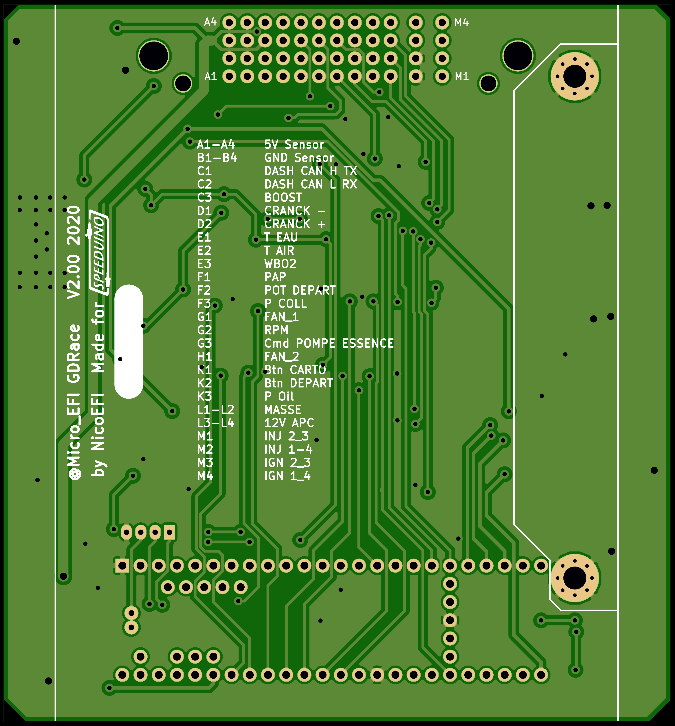 A4 M4
A1 M1
A1-A4 5V Sensor
B1-B4 GND Sensor
C1 DASH CAN H TX
C2 DASH CAN L RX
C3 BOOST
D1 CRANCK -
D2 CRANCK +
E1 T EAU
E2 T AIR
E3 WBO2
F1 PAP
F2 POT DEPART
F3 P COLL
G1 FAN_1
G2 RPM
G3 Cmd POMPE ESSENCE
H1 FAN_2
K1 Btn CARTO
K2 Btn DEPART
K3 P Oil
L1-L2 MASSE
L3-L4 12V APC
M1 INJ 2_3
M2 INJ 1-4
M3 IGN 2_3
M4 IGN 1_4
@Micro_EFI GDRace V2.00 2020
by NicoEFI Made for SPEEDUINO